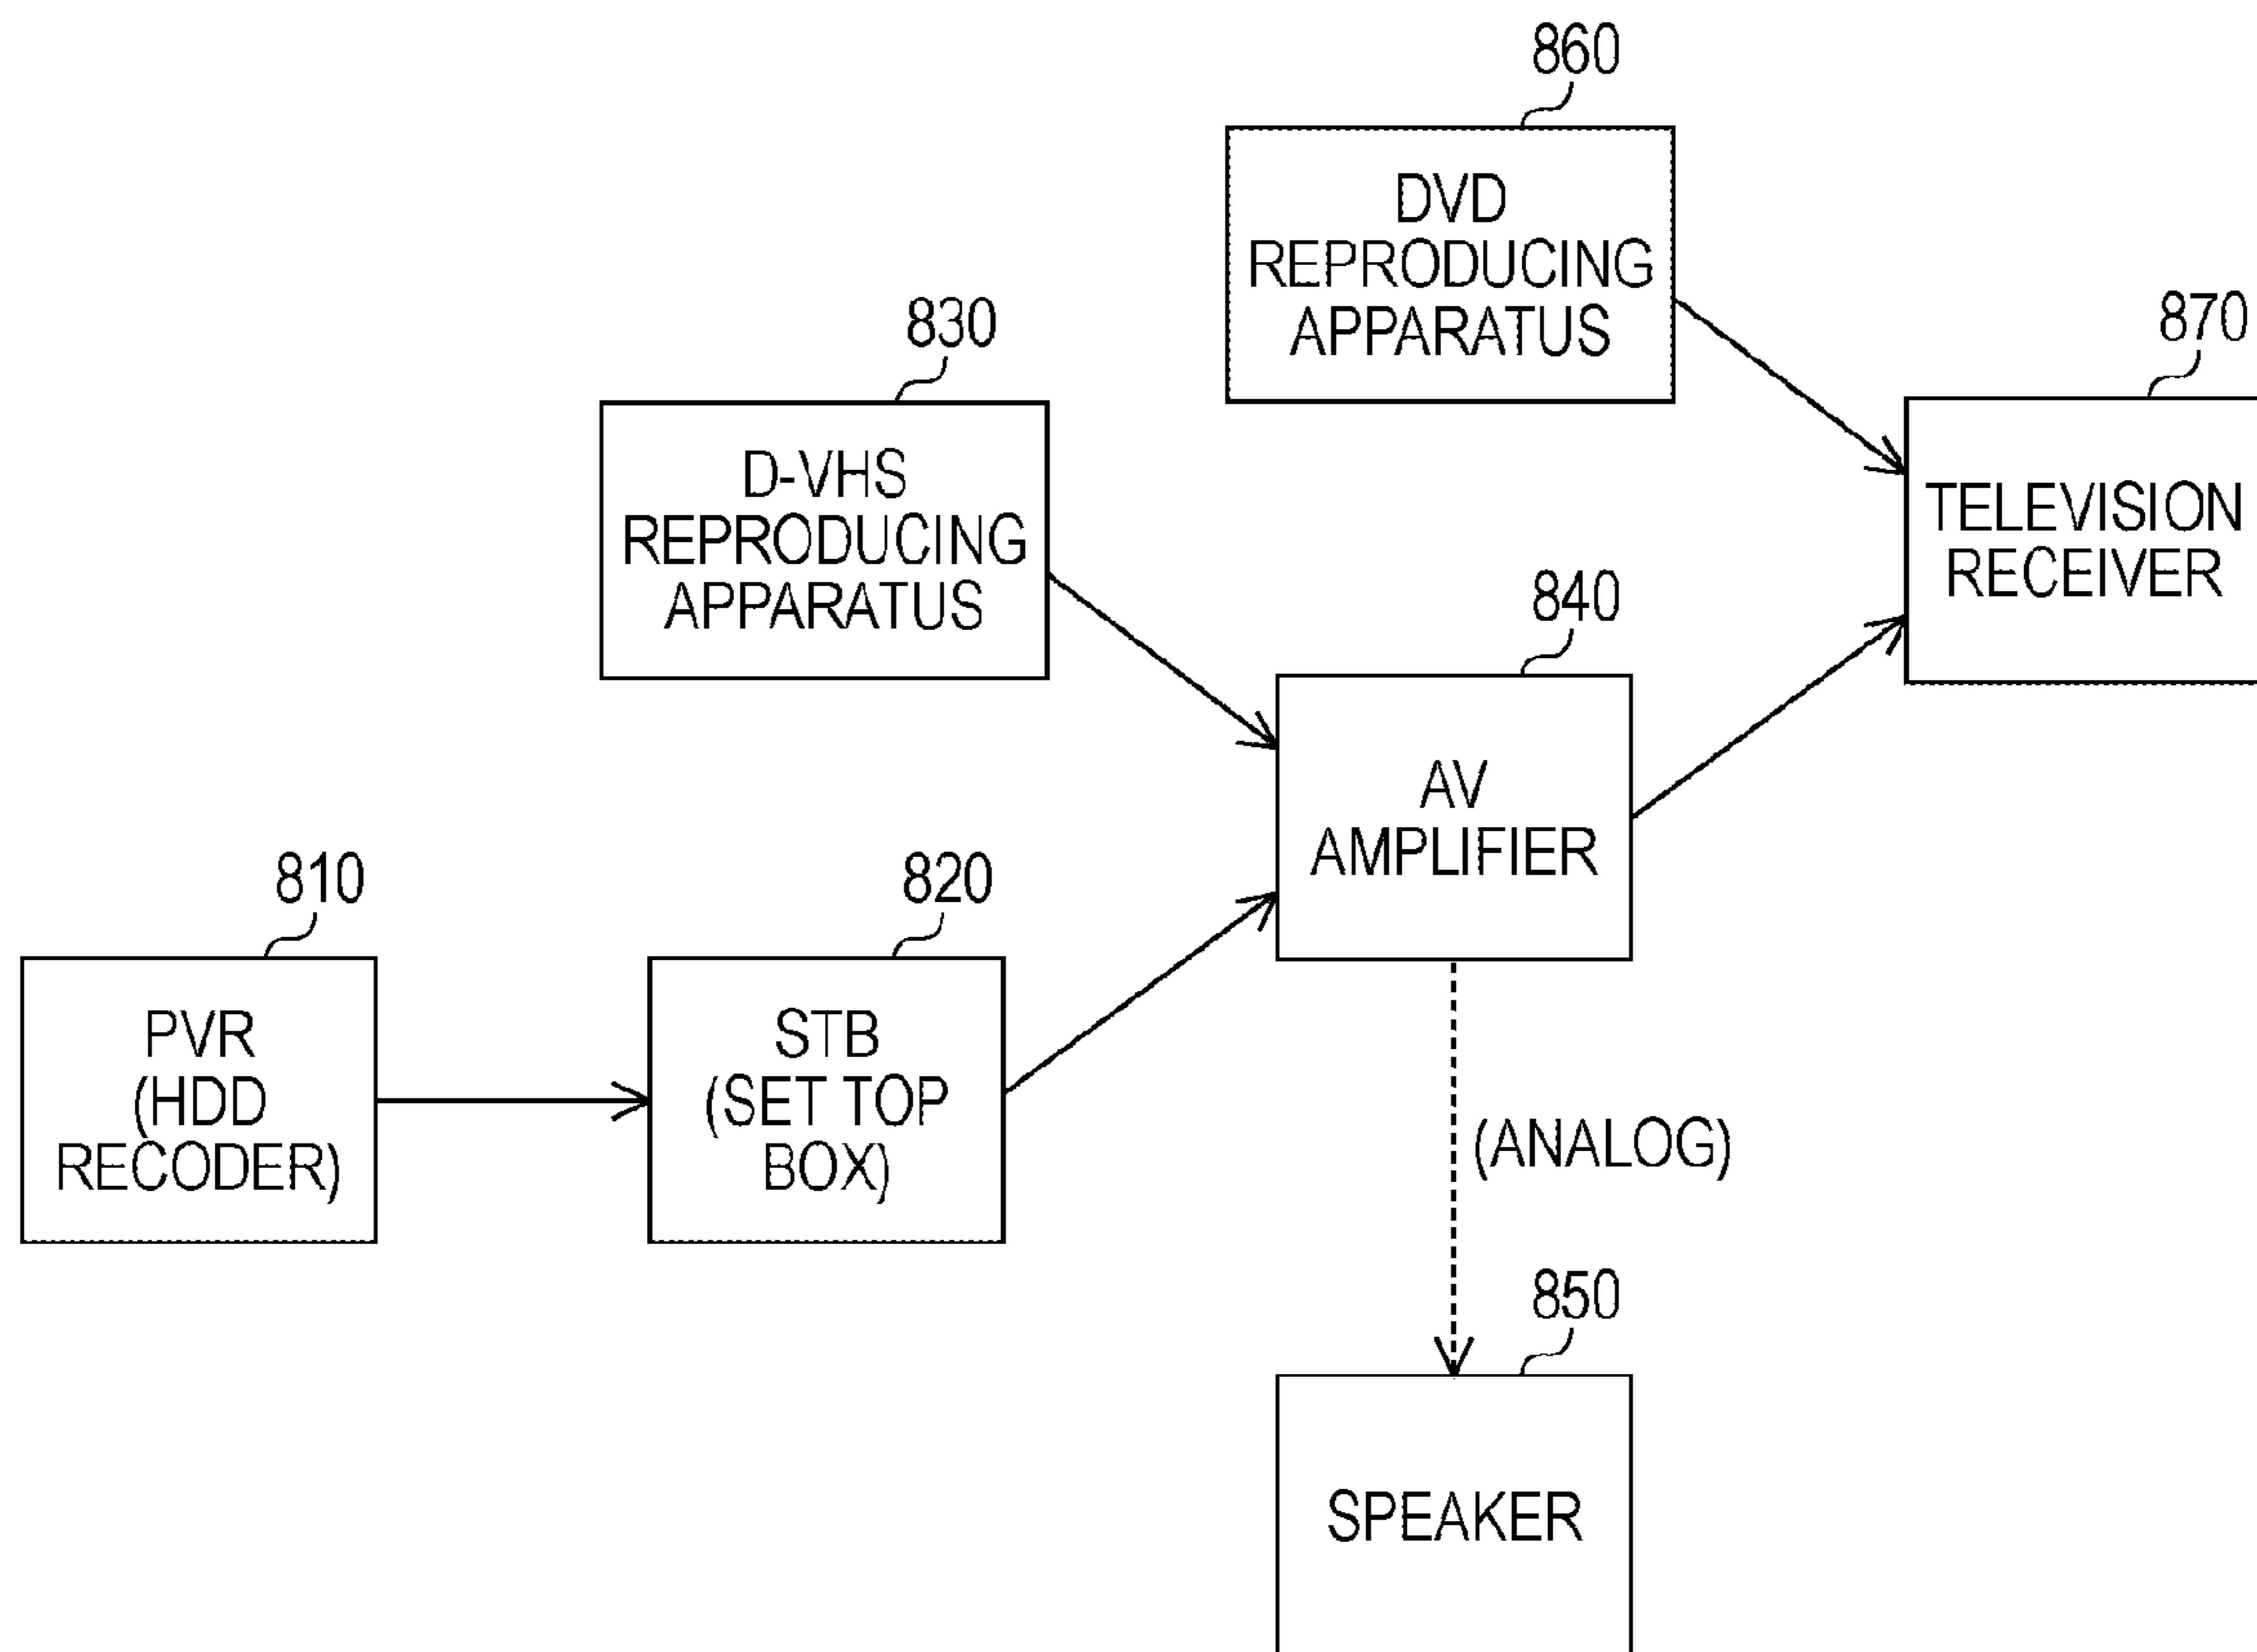 860
DVD
REPRODUCING
APPARATUS
870
TELEVISION
RECEIVER
830
D-VHS
REPRODUCING
APPARATUS
840
AV
AMPLIFIER
810
PVR
(HDD
RECODER)
820
STB
(SET TOP
BOX)
(ANALOG)
850
SPEAKER